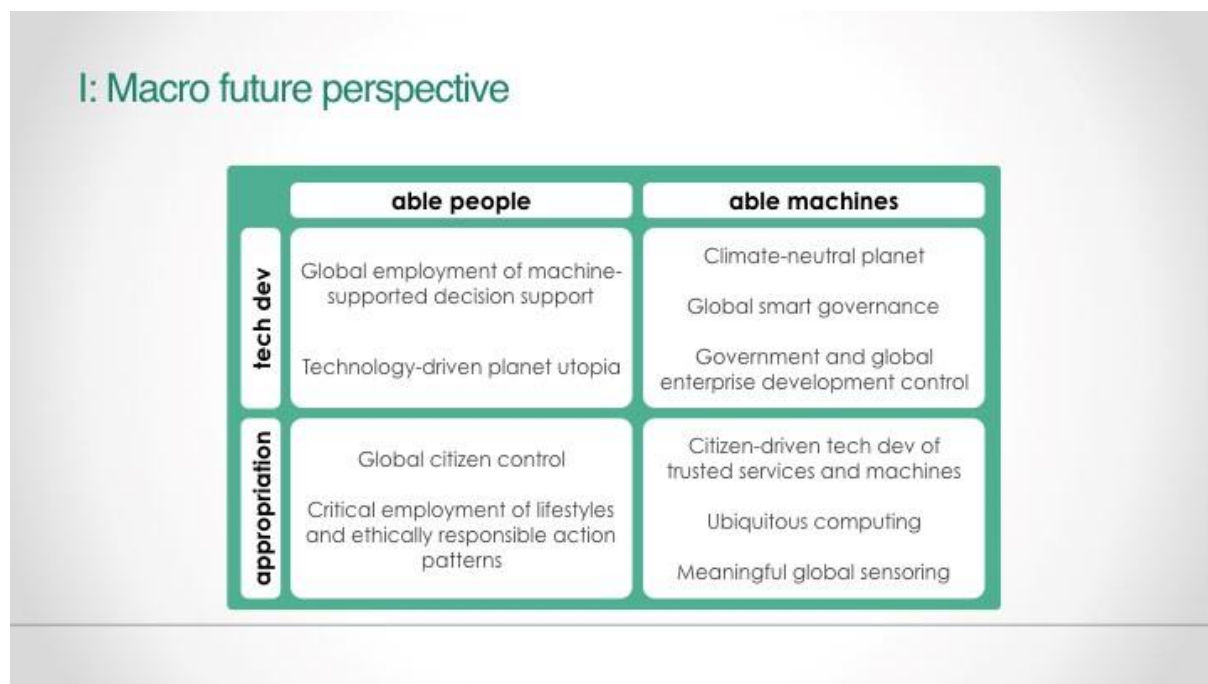 I: Macro future perspective
able people
able machines
tech dev
Global employment of machine-
supported decision support
Technology-driven planet utopia
Climate-neutral planet
Global smart governance
Government and global
enterprise development control
appropriation
Global citizen control
Critical employment of lifestyles
and ethically responsible action
patterns
Citizen-driven tech dev of
trusted services and machines
Ubiquitous computing
Meaningful global sensoring